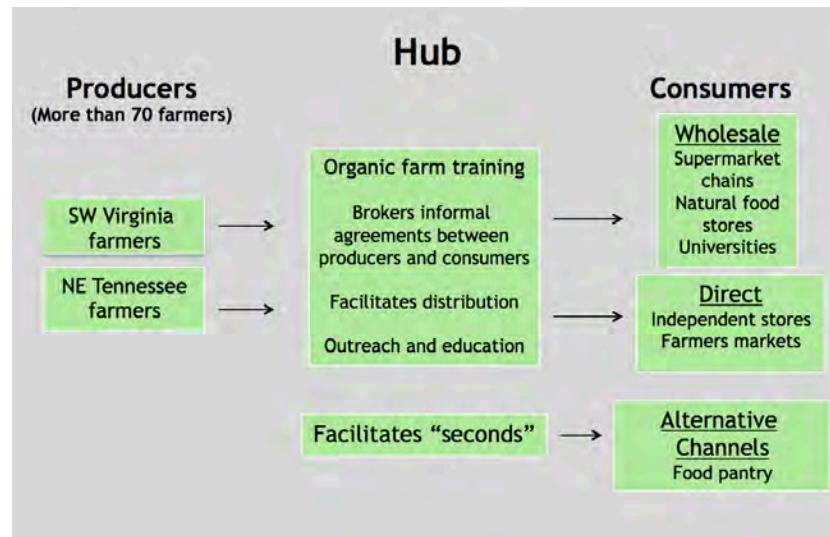 Hub
Producers
(More than 70 farmers)
SW Virginia
farmers
NE Tennessee
farmers
Organic farm training
Brokers informal
agreements between
producers and consumers
Facilitates distribution
Outreach and education
Facilitates “seconds”
Consumers
Wholesale
Supermarket
chains
Natural food
stores
Universities
Direct
Independent stores
Farmers markets
Alternative
Channels
Food pantry